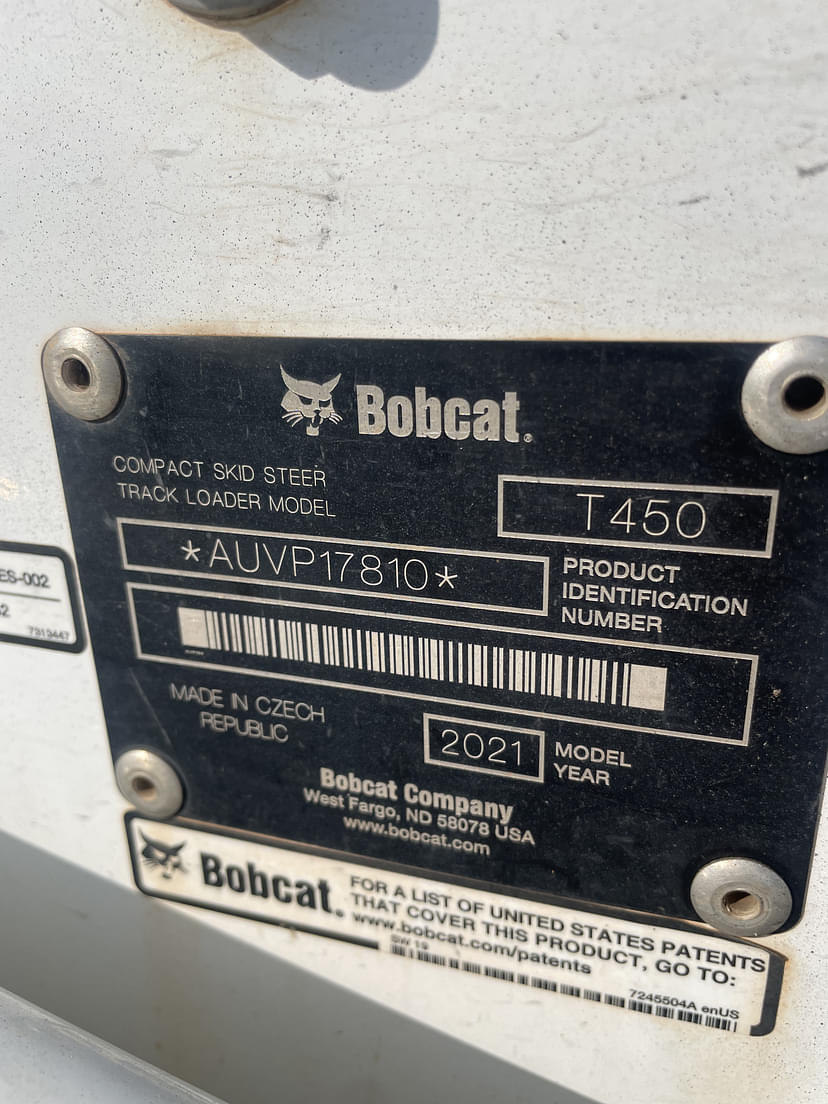 Bobcat.
COMPACT SKID STEER
TRACK LOADER MODEL
T450
*AUVP17810*
PRODUCT
IDENTIFICATION
NUMBER
ES-002
7313447
MADE IN CZECH
REPUBLIC
2021
MODEL
YEAR
Bobcat Company
West Fargo, ND 58078 USA
www.bobcat.com
Bobcat.
FOR A LIST OF UNITED STATES PATENTS
THAT COVER THIS PRODUCT, GO TO:
www.bobcat.com/patents
SW 19
7245504A enUS